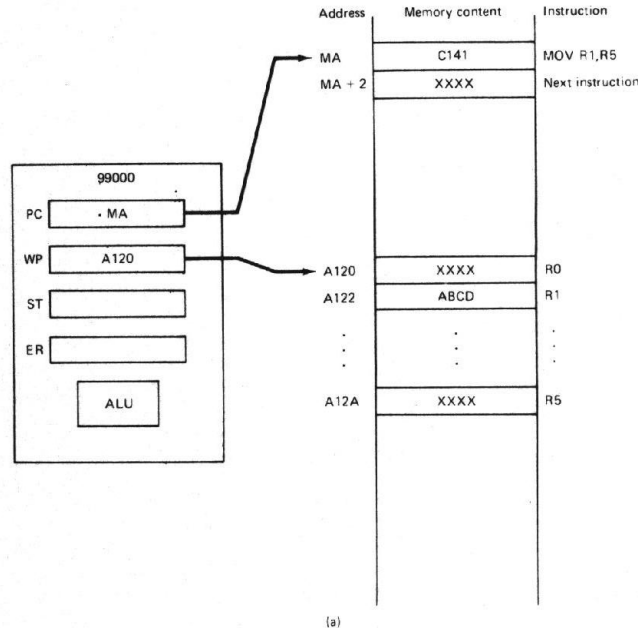 Address Memory content Instruction
MA C141 MOV R1,R5
MA + 2 XXXX Next instruction
99000
PC MA
WP A120
A120 XXXX R0
A122 ABCD R1
ST
ER
ALU
A12A XXXX R5
(a)